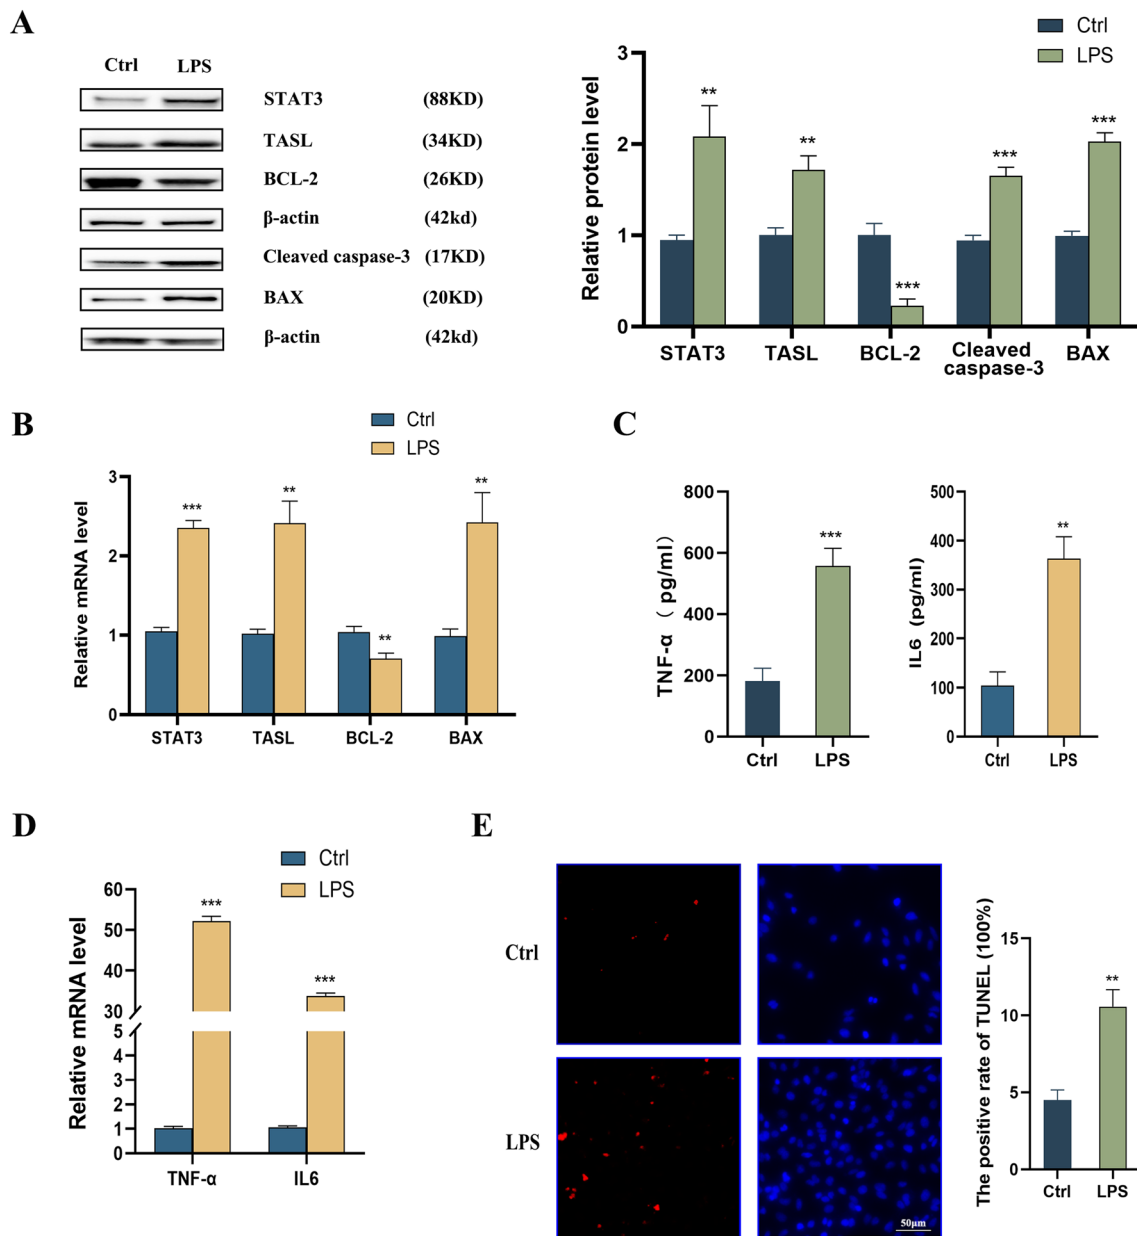 A
Ctrl LPS
STAT3 (88KD)
TASL (34KD)
BCL-2 (26KD)
β-actin (42kd)
Cleaved caspase-3 (17KD)
BAX (20KD)
β-actin (42kd)
Ctrl
LPS
Relative protein level
3
2
1
0
** ** *** *** ***
STAT3 TASL BCL-2 Cleaved caspase-3 BAX
B
Ctrl
LPS
Relative mRNA level
3
2
1
0
*** ** ** **
STAT3 TASL BCL-2 BAX
C
TNF-α ( pg/ml)
800
600
400
200
0
***
Ctrl LPS
IL6 (pg/ml)
500
400
300
200
100
0
**
Ctrl LPS
D
Ctrl
LPS
Relative mRNA level
60
50
40
30
5
4
3
2
1
0
*** ***
TNF-α IL6
E
Ctrl
LPS
50μm
The positive rate of TUNEL (100%)
15
10
5
0
**
Ctrl LPS